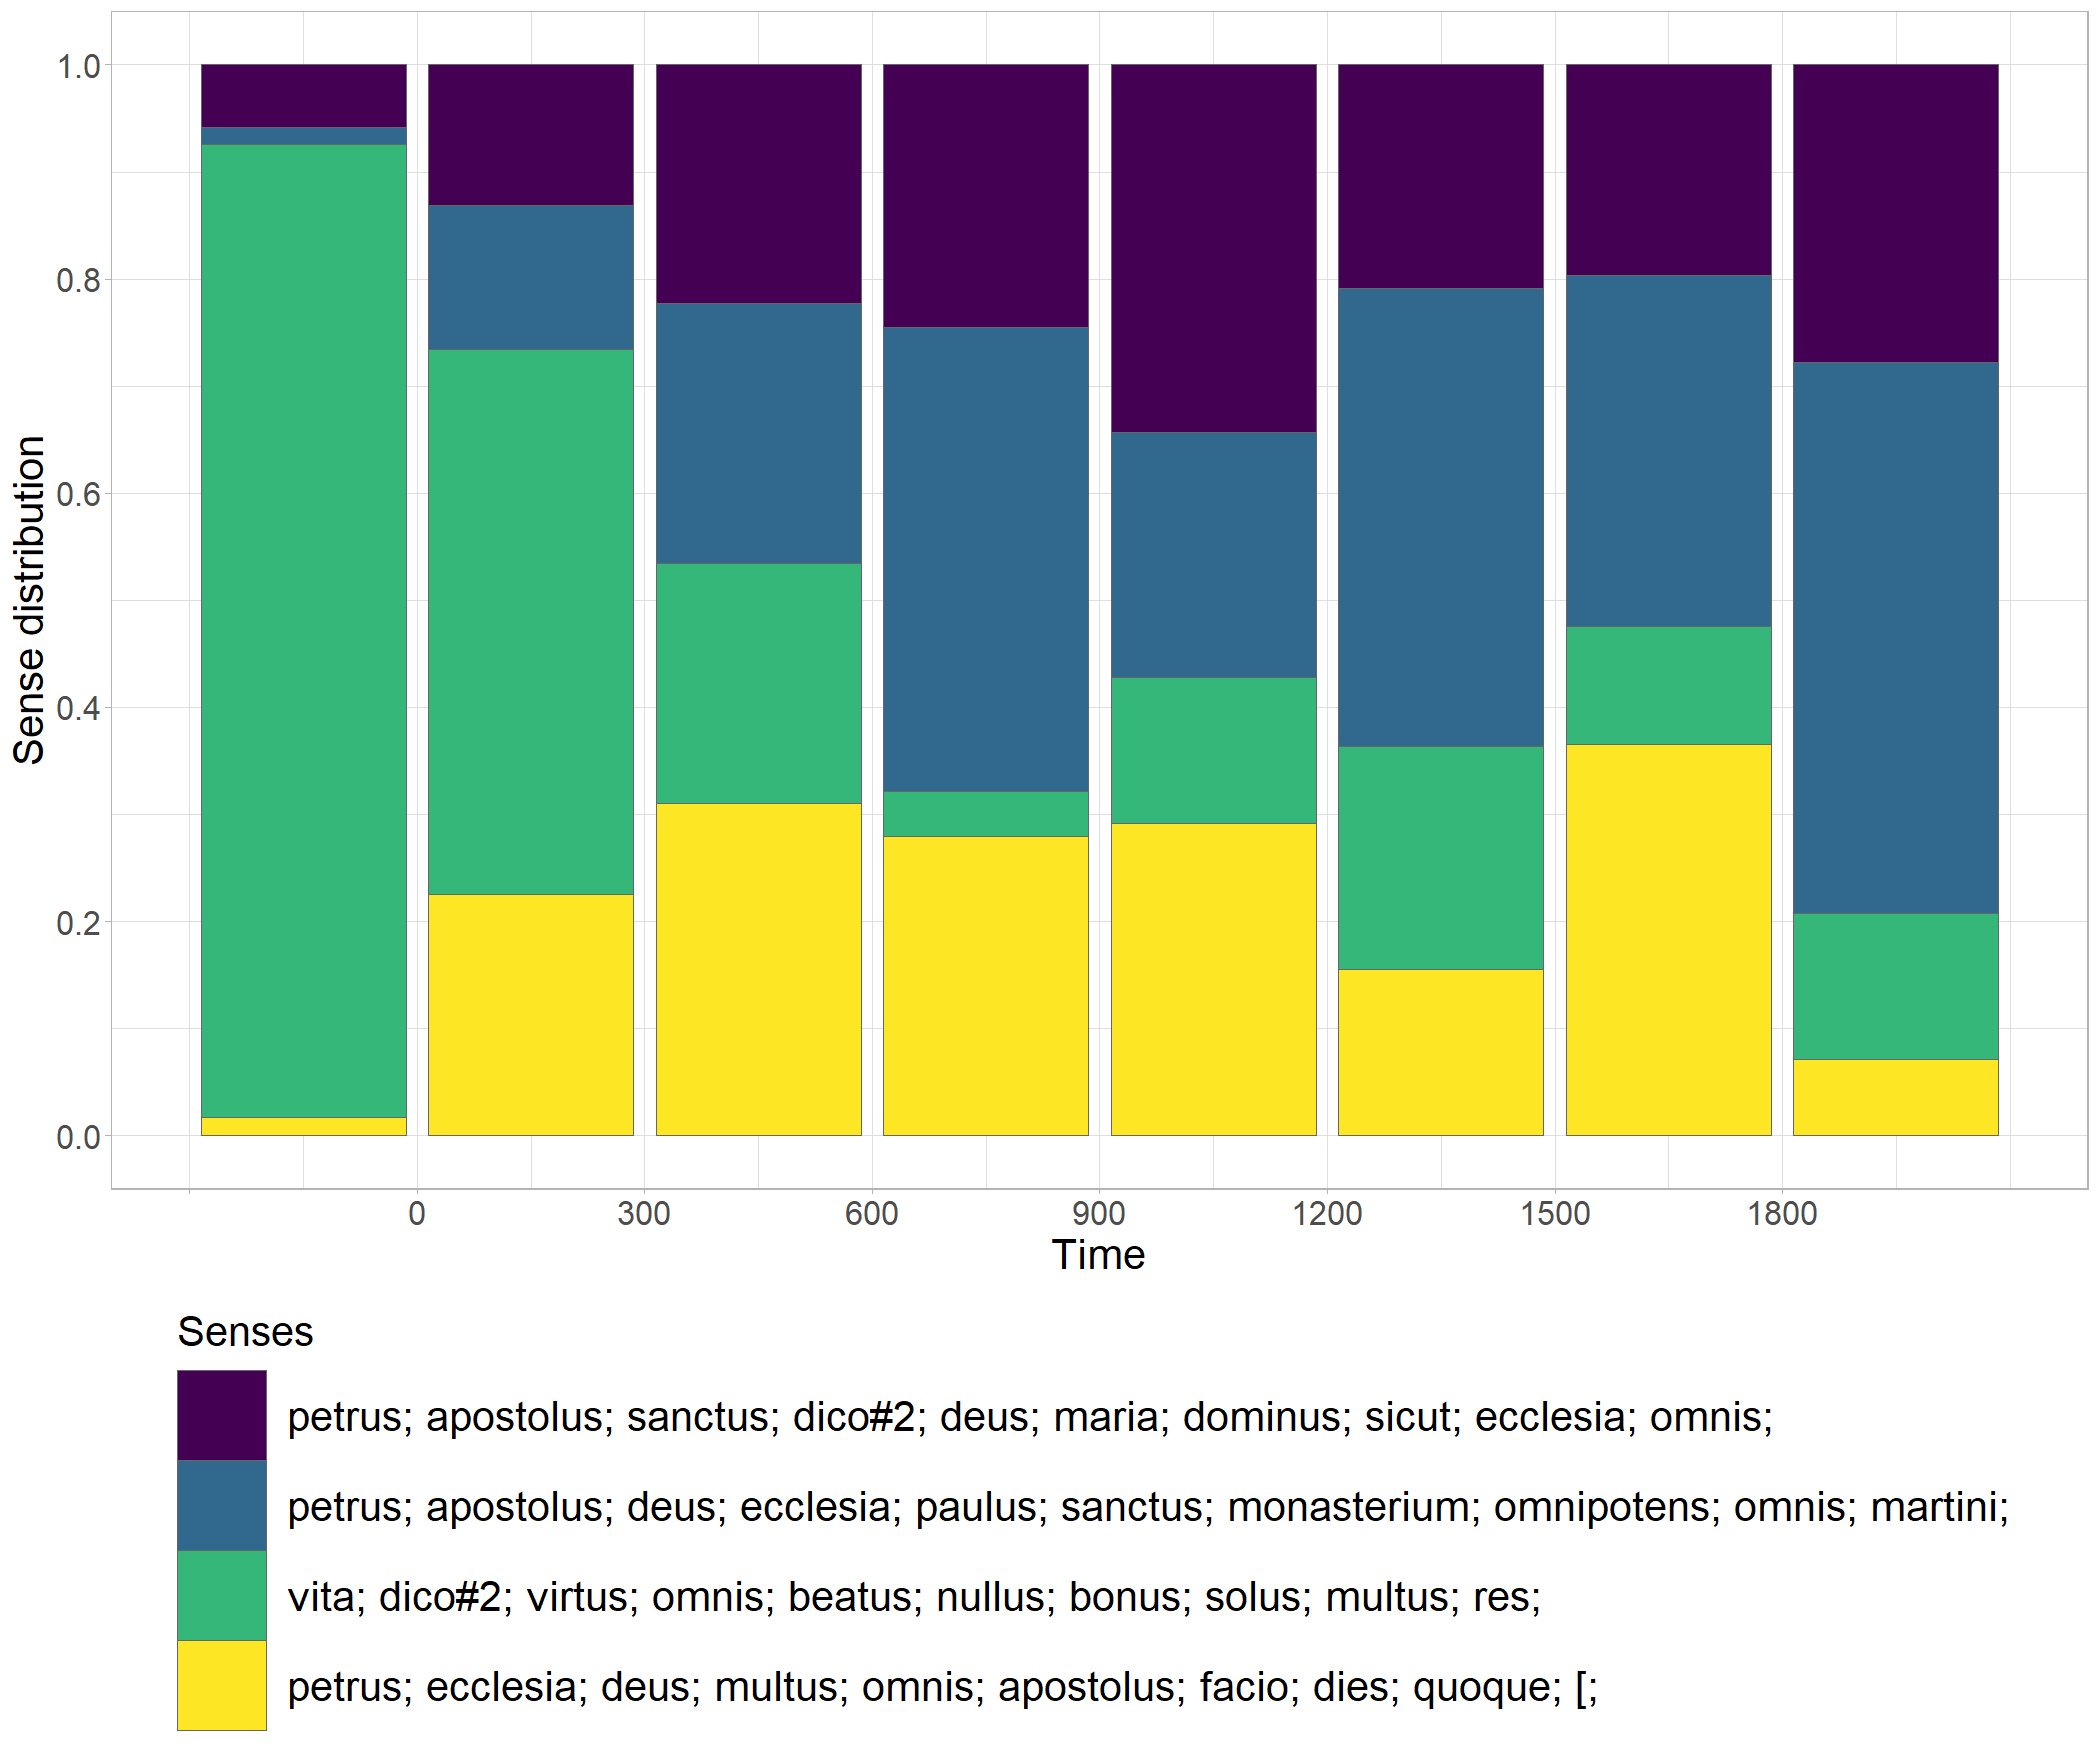 1.0
0.8
0.6
0.4
0.2
0.0
Sense distribution
0 300 600 900 1200 1500 1800
Time
Senses
petrus; apostolus; sanctus; dico#2; deus; maria; dominus; sicut; ecclesia; omnis;
petrus; apostolus; deus; ecclesia; paulus; sanctus; monasterium; omnipotens; omnis; martini;
vita; dico#2; virtus; omnis; beatus; nullus; bonus; solus; multus; res;
petrus; ecclesia; deus; multus; omnis; apostolus; facio; dies; quoque; [;